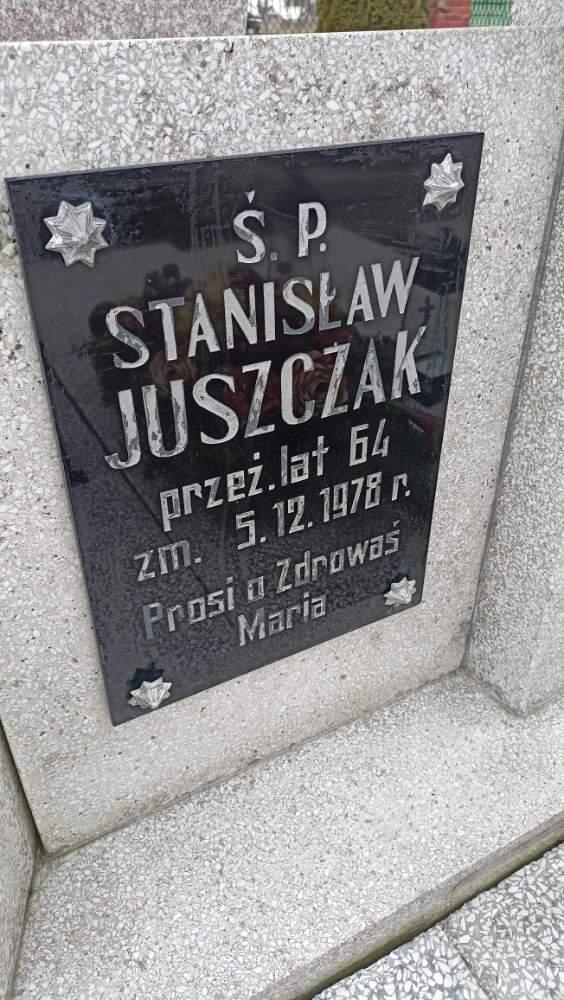 Ś. P.
STANISŁAW
JUSZCZAK
przeż. lat 64
zm. 5.12.1978 r.
Prosi o Zdrowaś
Maria